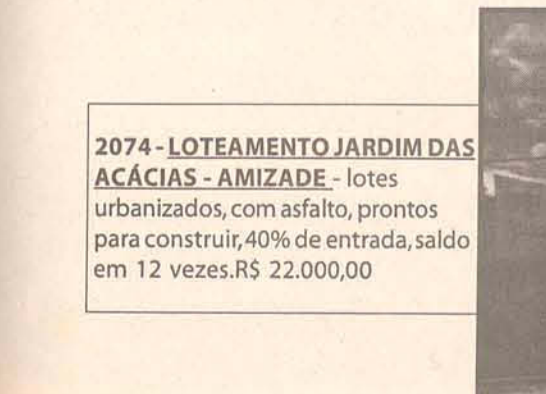 2074 - LOTEAMENTO JARDIM DAS
ACÁCIAS - AMIZADE - lotes
urbanizados, com asfalto, prontos
para construir, 40% de entrada, saldo
em 12 vezes.R$ 22.000,00